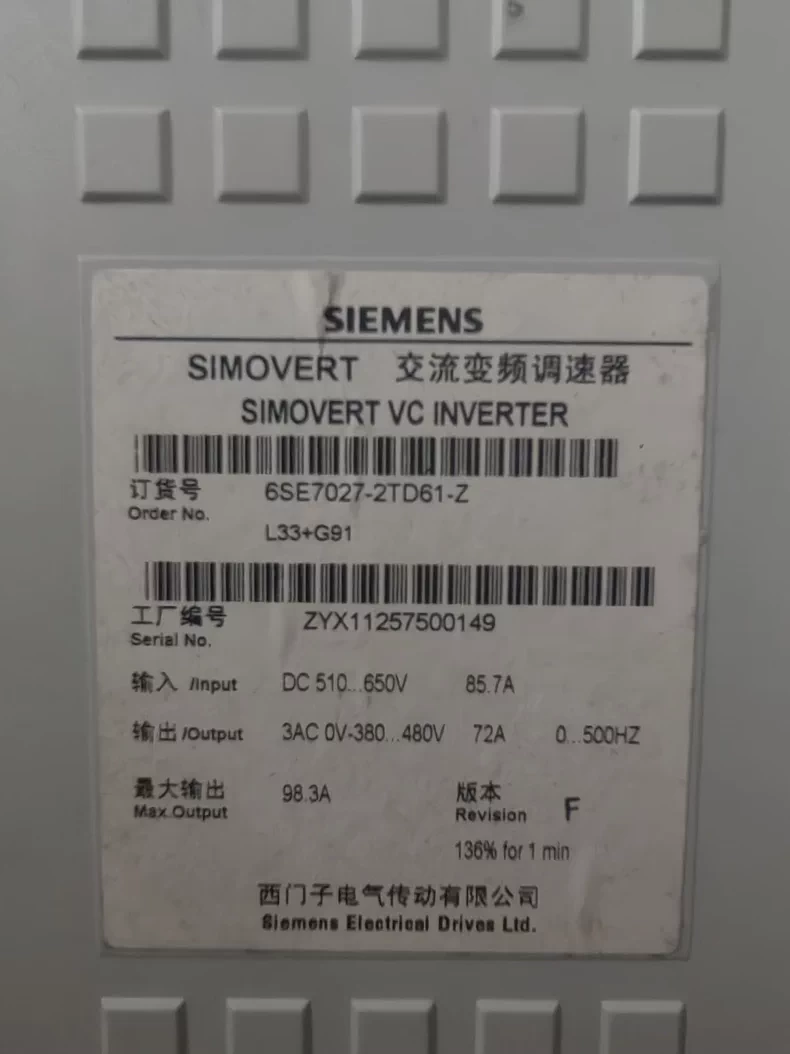 SIEMENS
SIMOVERT 交流变频调速器
SIMOVERT VC INVERTER
订货号 6SE7027-2TD61-Z
Order No.
L33+G91
工厂编号 ZYX11257500149
Serial No.
输入 /Input DC 510...650V 85.7A
输出 /Output 3AC 0V-380...480V 72A 0...500HZ
最大输出 98.3A 版本 F
Max.Output Revision
136% for 1 min
西门子电气传动有限公司
Siemens Electrical Drives Ltd.